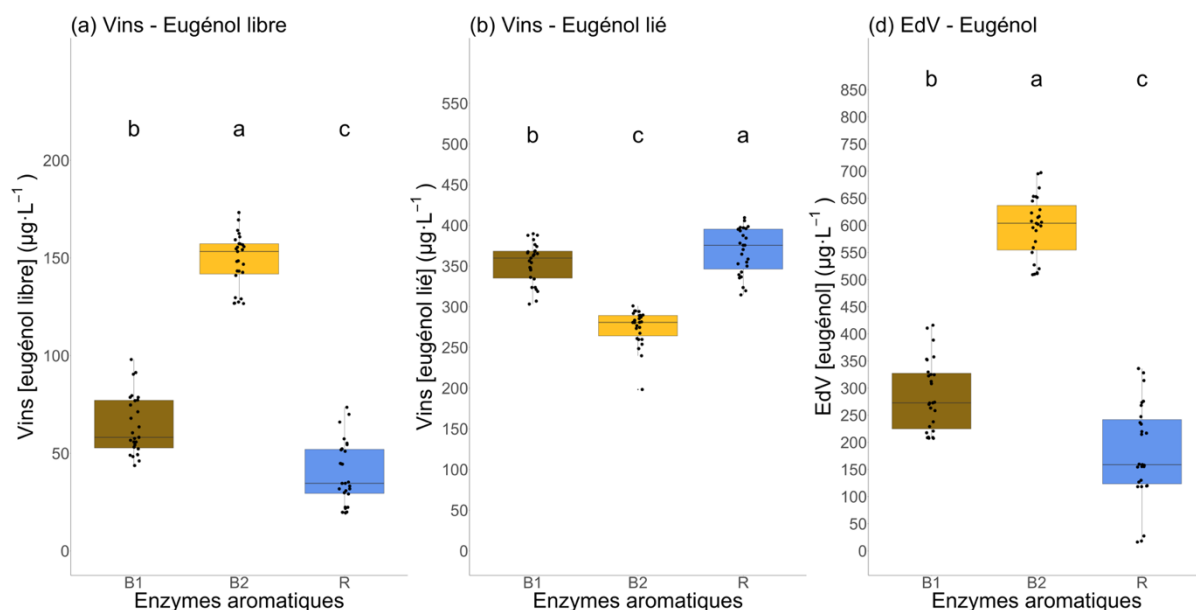 (a) Vins - Eugénol libre
Vins [eugénol libre] (µg·L⁻¹ )
200
150
100
50
0
b
a
c
B1
B2
R
Enzymes aromatiques
(b) Vins - Eugénol lié
Vins [eugénol lié] (µg·L⁻¹ )
550
500
450
400
350
300
250
200
150
100
50
0
b
c
a
B1
B2
R
Enzymes aromatiques
(d) EdV - Eugénol
EdV [eugénol] (µg·L⁻¹ )
850
800
750
700
650
600
550
500
450
400
350
300
250
200
150
100
50
0
b
a
c
B1
B2
R
Enzymes aromatiques